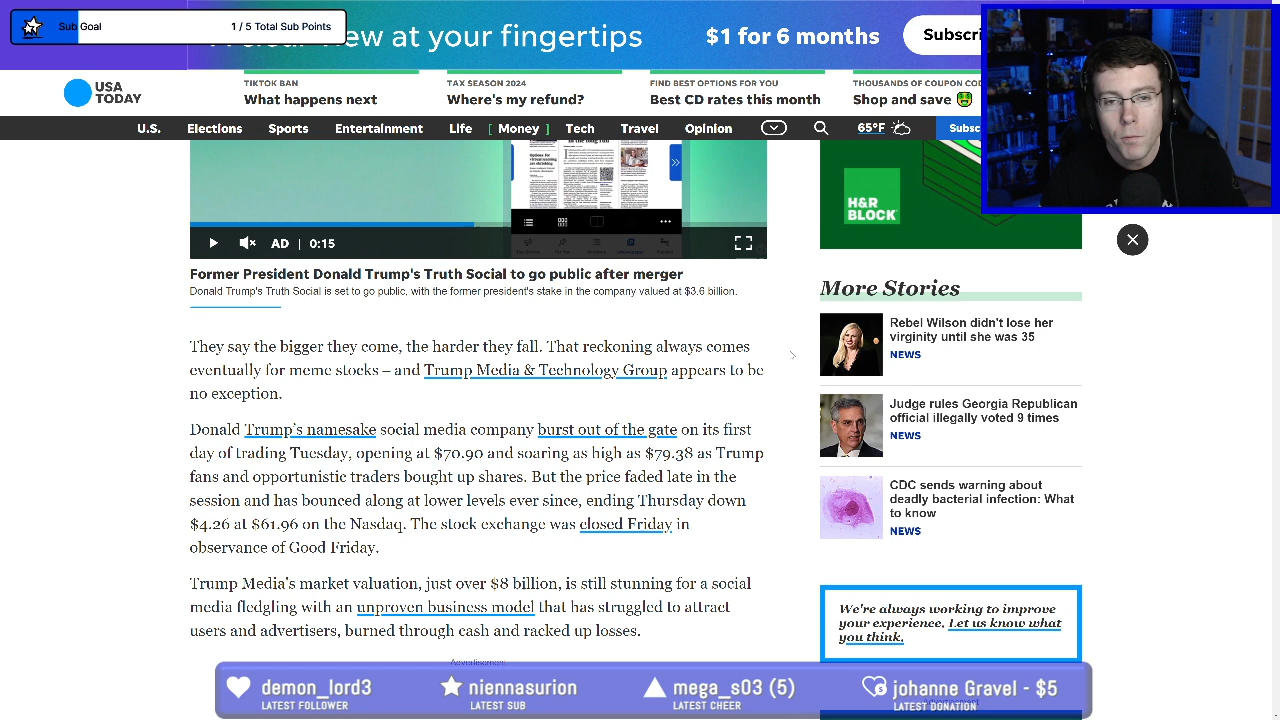 Sub Goal
1 / 5 Total Sub Points
at your fingertips
$1 for 6 months
Subscri
USA
TODAY
TIKTOK BAN
What happens next
TAX SEASON 2024
Where's my refund?
FIND BEST OPTIONS FOR YOU
Best CD rates this month
THOUSANDS OF COUPON COD
Shop and save
U.S.
Elections
Sports
Entertainment
Life
[ Money ]
Tech
Travel
Opinion
65°F
Subsc
AD | 0:15
H&R
BLOCK
Former President Donald Trump's Truth Social to go public after merger
Donald Trump's Truth Social is set to go public, with the former president's stake in the company valued at $3.6 billion.
They say the bigger they come, the harder they fall. That reckoning always comes
eventually for meme stocks – and Trump Media & Technology Group appears to be
no exception.
Donald Trump's namesake social media company burst out of the gate on its first
day of trading Tuesday, opening at $70.90 and soaring as high as $79.38 as Trump
fans and opportunistic traders bought up shares. But the price faded late in the
session and has bounced along at lower levels ever since, ending Thursday down
$4.26 at $61.96 on the Nasdaq. The stock exchange was closed Friday in
observance of Good Friday.
Trump Media's market valuation, just over $8 billion, is still stunning for a social
media fledgling with an unproven business model that has struggled to attract
users and advertisers, burned through cash and racked up losses.
Advertisement
More Stories
Rebel Wilson didn't lose her
virginity until she was 35
NEWS
Judge rules Georgia Republican
official illegally voted 9 times
NEWS
CDC sends warning about
deadly bacterial infection: What
to know
NEWS
We're always working to improve
your experience. Let us know what
you think.
demon_lord3
LATEST FOLLOWER
niennasurion
LATEST SUB
mega_s03 (5)
LATEST CHEER
johanne Gravel - $5
LATEST DONATION